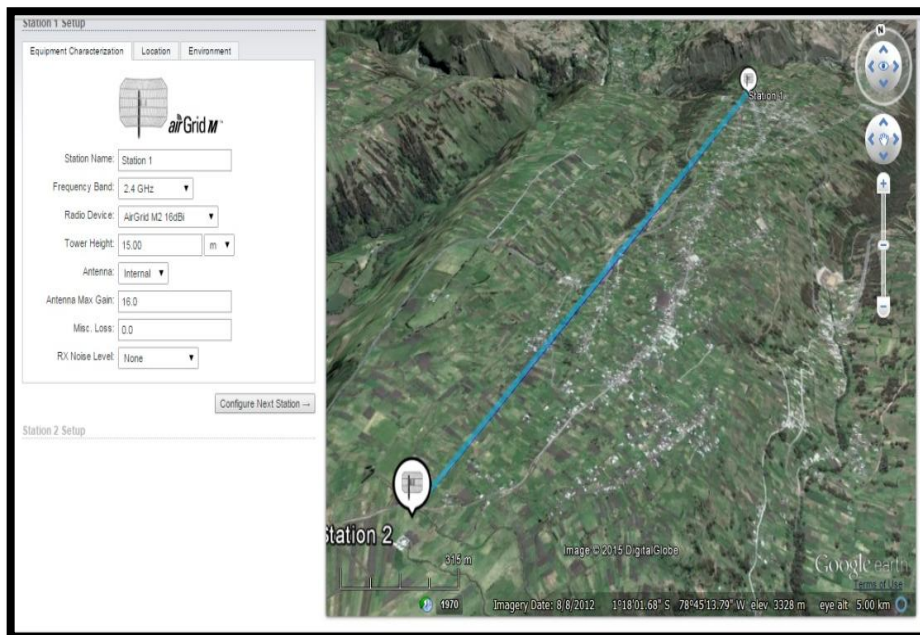 Station 1 Setup
Equipment Characterization
Location
Environment
airGrid M™
Station Name: Station 1
Frequency Band: 2.4 GHz
Radio Device: AirGrid M2 16dBi
Tower Height: 15.00 m
Antenna: Internal
Antenna Max Gain: 16.0
Misc. Loss: 0.0
RX Noise Level: None
Configure Next Station →
Station 2 Setup
N
Station 1
Station 2
315 m
Image © 2015 DigitalGlobe
Google earth
Terms of Use
1970
Imagery Date: 8/8/2012 1°18'01.68" S 78°45'13.79" W elev 3328 m eye alt 5.00 km